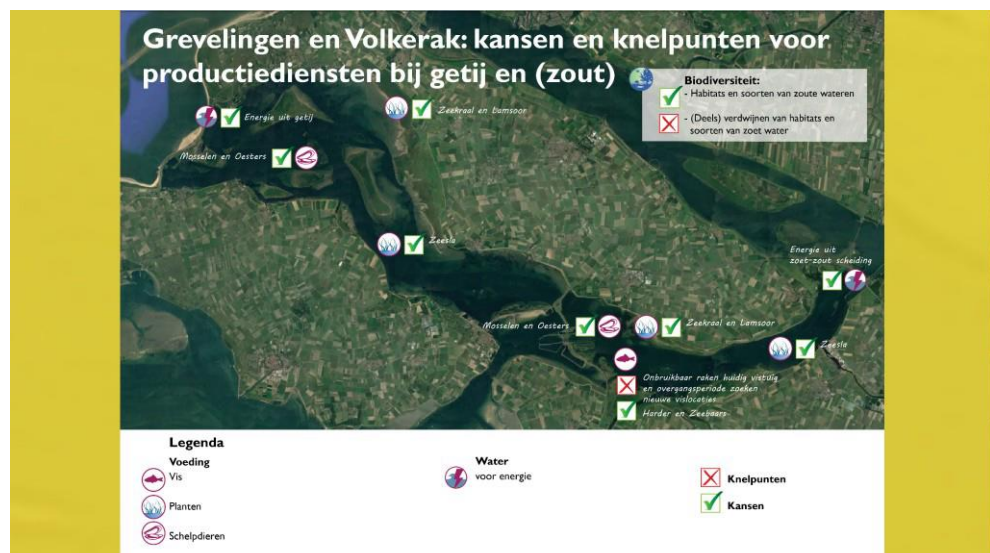 Grevelingen en Volkerak: kansen en knelpunten voor
productiediensten bij getij en (zout)
Biodiversiteit:
- Habitats en soorten van zoute wateren
- (Deels) verdwijnen van habitats en
soorten van zoet water
Energie uit getij
Zeekraal en Lamsoor
Mosselen en Oesters
Zeesla
Energie uit
zoet-zout scheiding
Mosselen en Oesters
Zeekraal en Lamsoor
Zeesla
Onbruikbaar raken huidig vistuig
en overgangsperiode zoeken
nieuwe vislocaties
Harder en Zeebaars
Legenda
Voeding
Vis
Planten
Schelpdieren
Water
voor energie
Knelpunten
Kansen